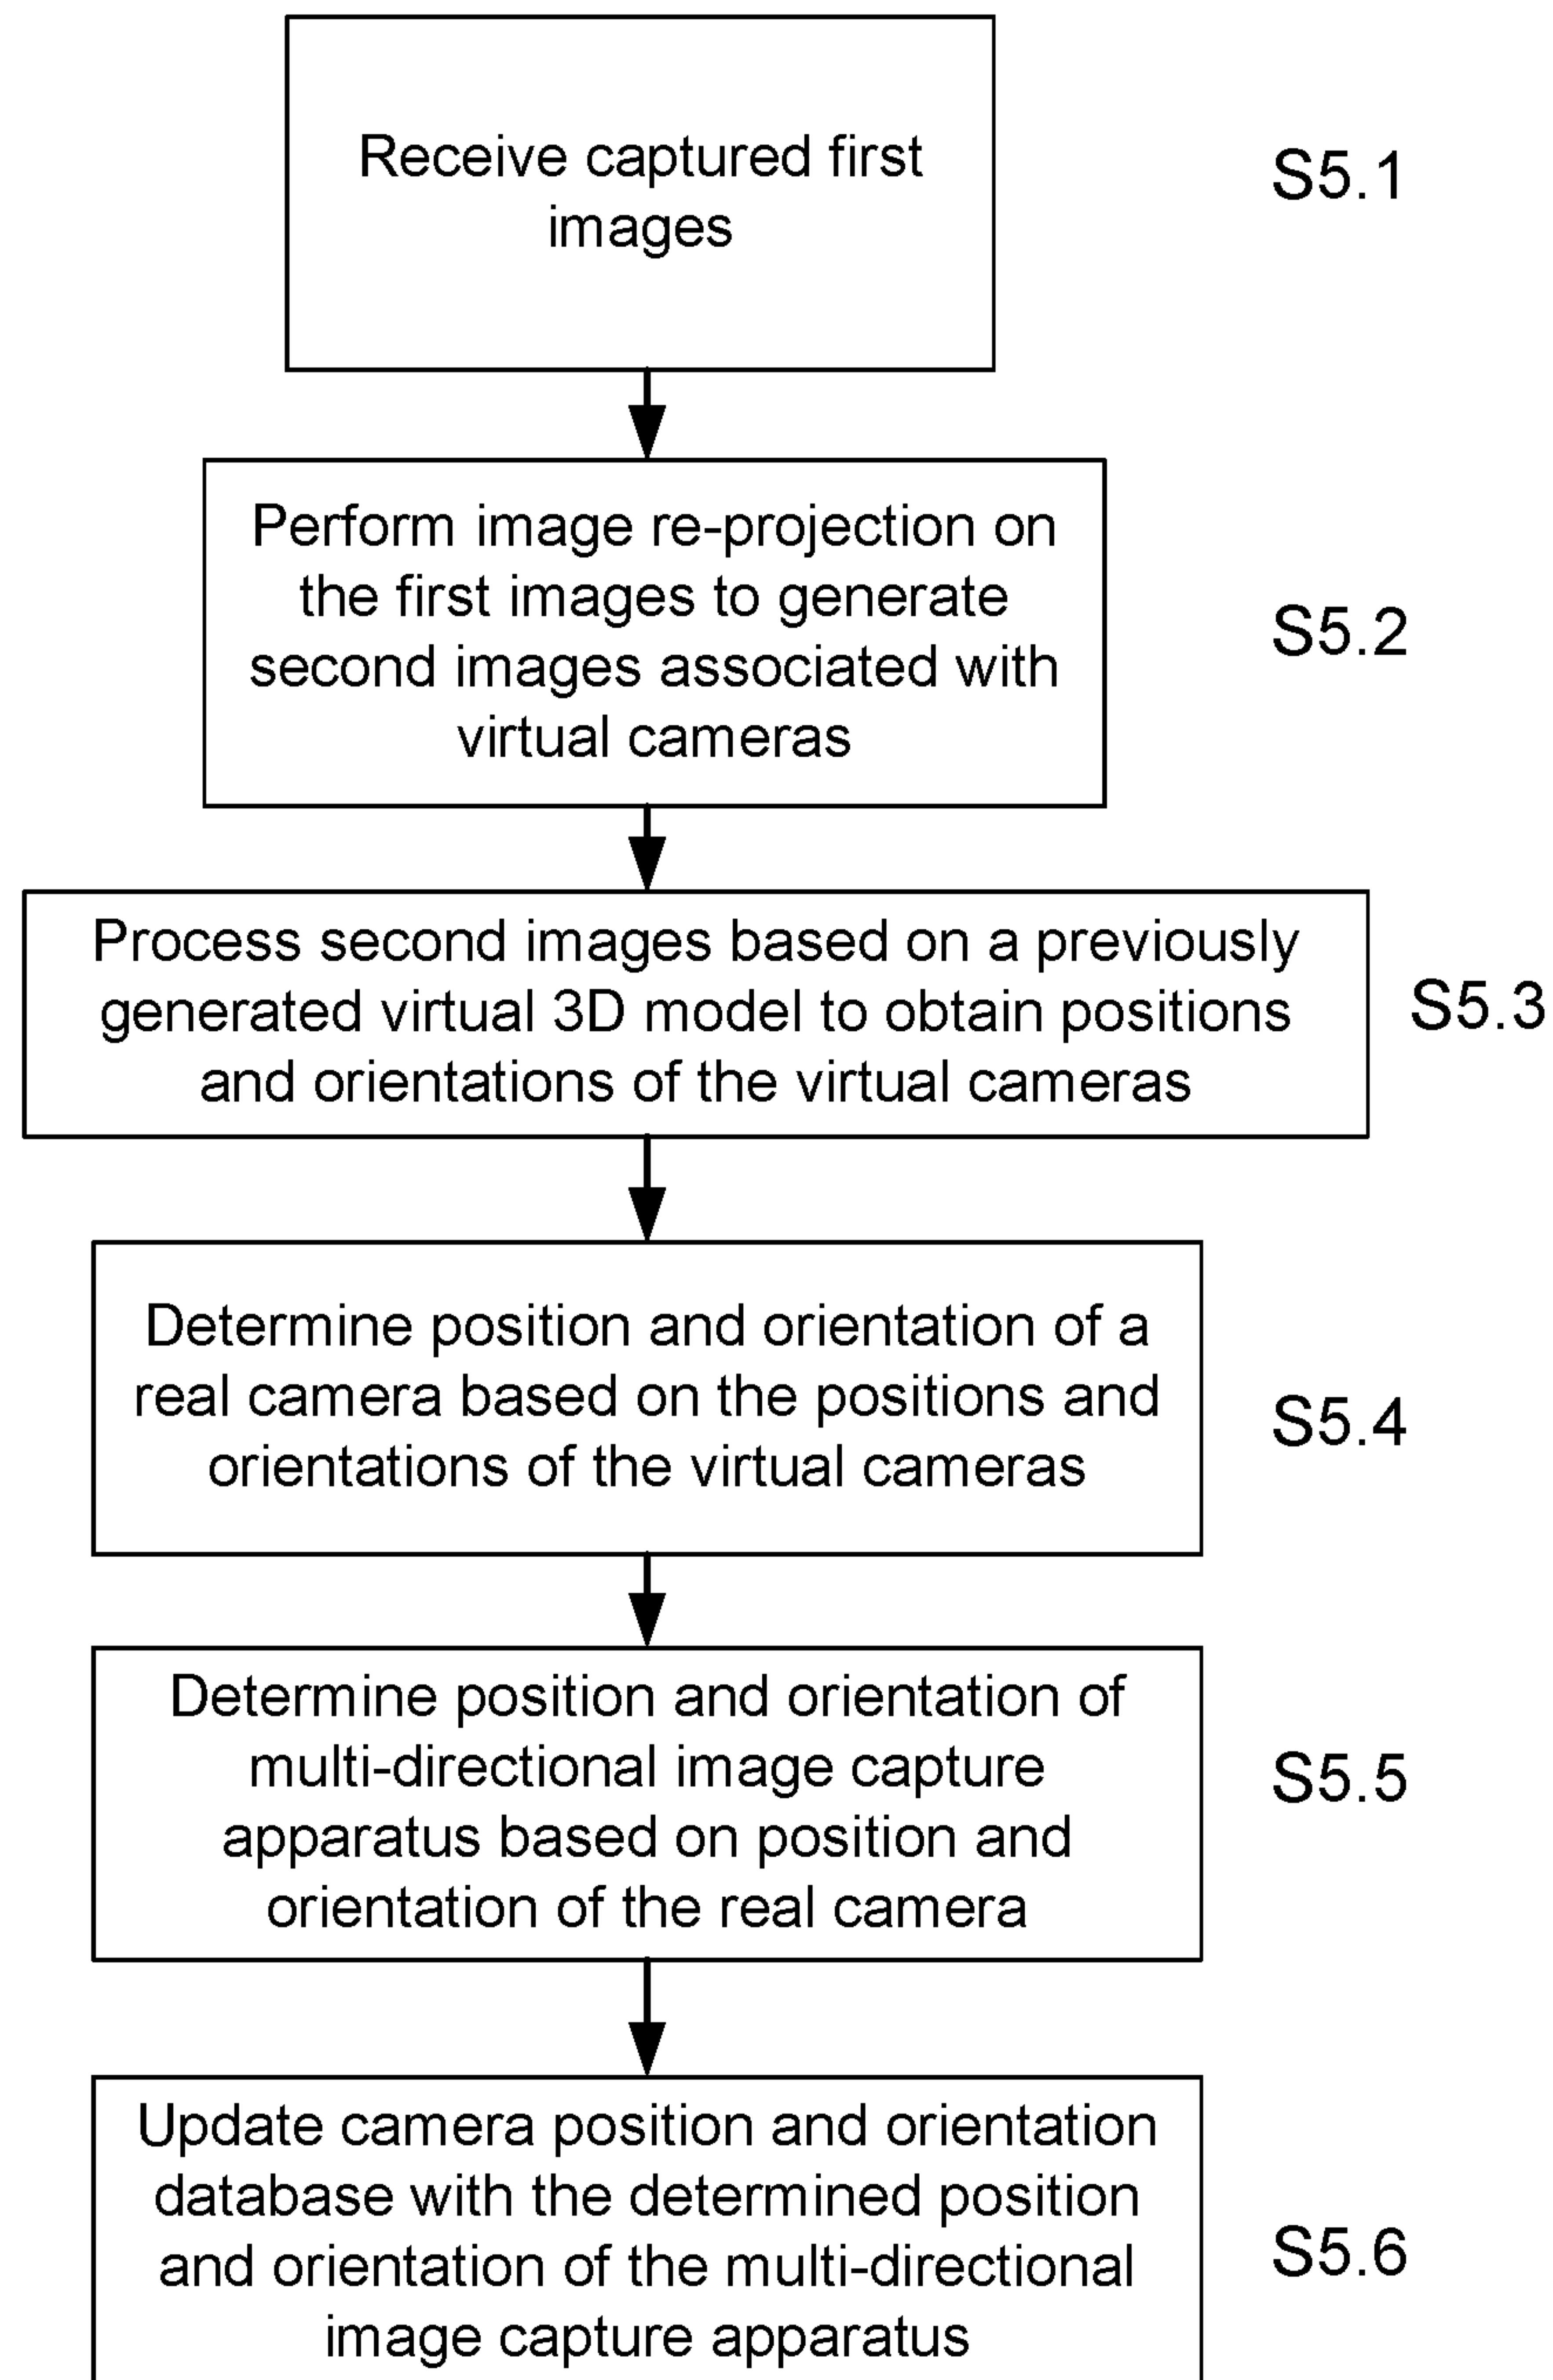 Receive captured first
images
S5.1
Perform image re-projection on
the first images to generate
second images associated with
virtual cameras
S5.2
Process second images based on a previously
generated virtual 3D model to obtain positions
and orientations of the virtual cameras
S5.3
Determine position and orientation of a
real camera based on the positions and
orientations of the virtual cameras
S5.4
Determine position and orientation of
multi-directional image capture
apparatus based on position and
orientation of the real camera
S5.5
Update camera position and orientation
database with the determined position
and orientation of the multi-directional
image capture apparatus
S5.6